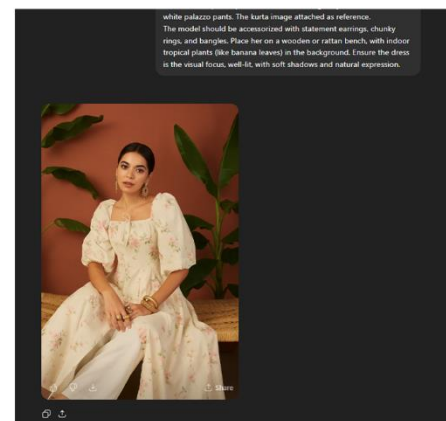 white palazzo pants. The kurta image attached as reference.
The model should be accessorized with statement earrings, chunky
rings, and bangles. Place her on a wooden or rattan bench, with indoor
tropical plants (like banana leaves) in the background. Ensure the dress
is the visual focus, well-lit, with soft shadows and natural expression.
Share